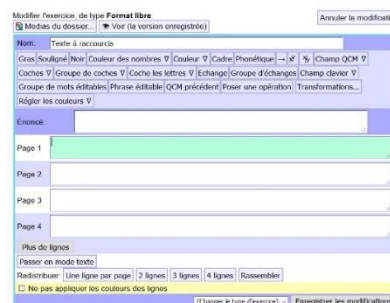 Modifier l'exercice, de type Format libre
Annuler la modificati
Médias du dossier... Voir (la version enregistrée)
Nom: Texte à raccourcis
Gras Souligné Noir Couleur des nombres ∇ Couleur ∇ Cadre Phonétique → Champ QCM ∇
Coches ∇ Groupe de coches ∇ Coche les lettres ∇ Echange Groupe d'échanges Champ clavier ∇
Groupe de mots éditables Phrase éditable QCM précédent Poser une opération Transformations...
Régler les couleurs ∇
Énoncé
Page 1
Page 2
Page 3
Page 4
Plus de lignes
Passer en mode texte
Redistribuer Une ligne par page 2 lignes 3 lignes 4 lignes Rassembler
Ne pas appliquer les couleurs des lignes
(Changer le type d'exercice) Enregistrer les modifications